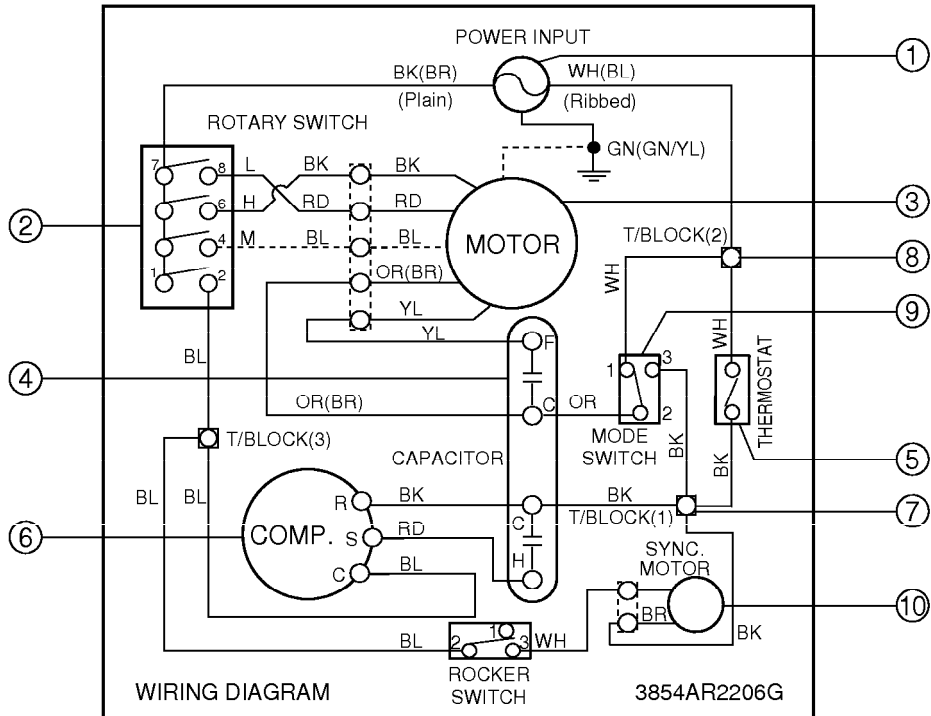 POWER INPUT
1
BK(BR)
WH(BL)
(Plain)
(Ribbed)
ROTARY SWITCH
GN(GN/YL)
7
8
L
BK
BK
6
H
RD
RD
3
2
4
M
BL
BL
MOTOR
T/BLOCK(2)
8
1
2
OR(BR)
WH
YL
9
YL
F
WH
BL
1
3
4
THERMOSTAT
OR(BR)
C
OR
2
T/BLOCK(3)
MODE
SWITCH
BK
BK
5
CAPACITOR
BL
BL
R
BK
BK
7
C
T/BLOCK(1)
6
COMP.
S
RD
H
SYNC.
MOTOR
C
BL
10
BR
BK
BL
2
1
3
WH
ROCKER
SWITCH
WIRING DIAGRAM
3854AR2206G